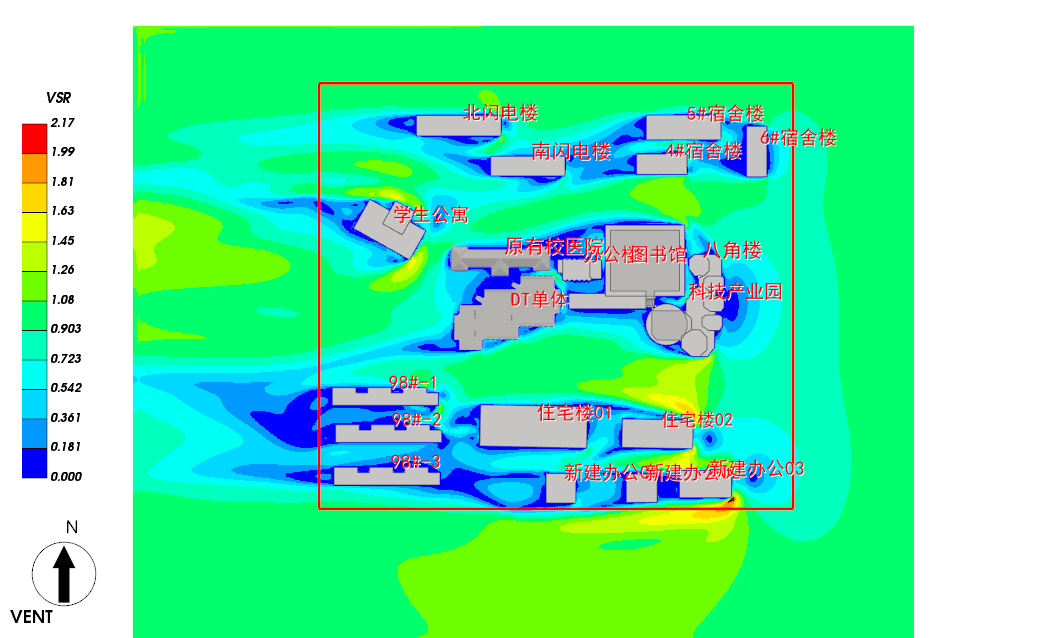 VSR
2.17
1.99
1.81
1.63
1.45
1.26
1.08
0.903
0.723
0.542
0.361
0.181
0.000
N
VENT
北闪电楼
5#宿舍楼
6#宿舍楼
南闪电楼
4#宿舍楼
学生公寓
原有校医院
办公楼
图书馆
八角楼
DT单体
科技产业园
98#-1
98#-2
98#-3
住宅楼01
住宅楼02
新建办公
新建办公
新建办公03